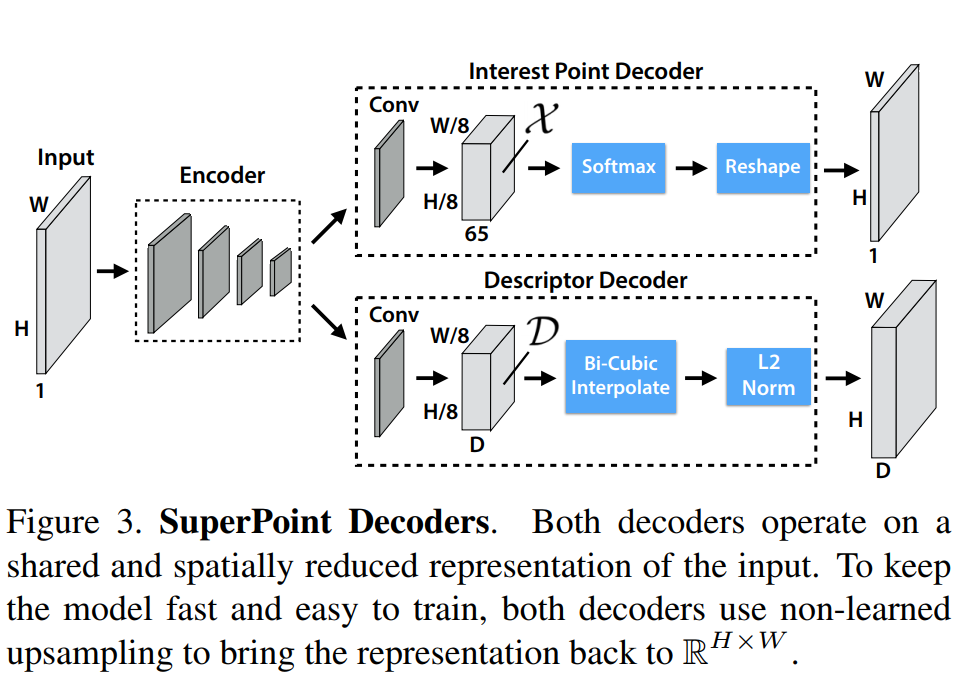 Input
W
H
1
Encoder
Interest Point Decoder
Conv
W/8
H/8
65
𝒳
Softmax
Reshape
W
H
1
Descriptor Decoder
Conv
W/8
H/8
D
𝒟
Bi-Cubic
Interpolate
L2
Norm
W
H
D
Figure 3. SuperPoint Decoders. Both decoders operate on a
shared and spatially reduced representation of the input. To keep
the model fast and easy to train, both decoders use non-learned
upsampling to bring the representation back to ℝ^{H×W}.